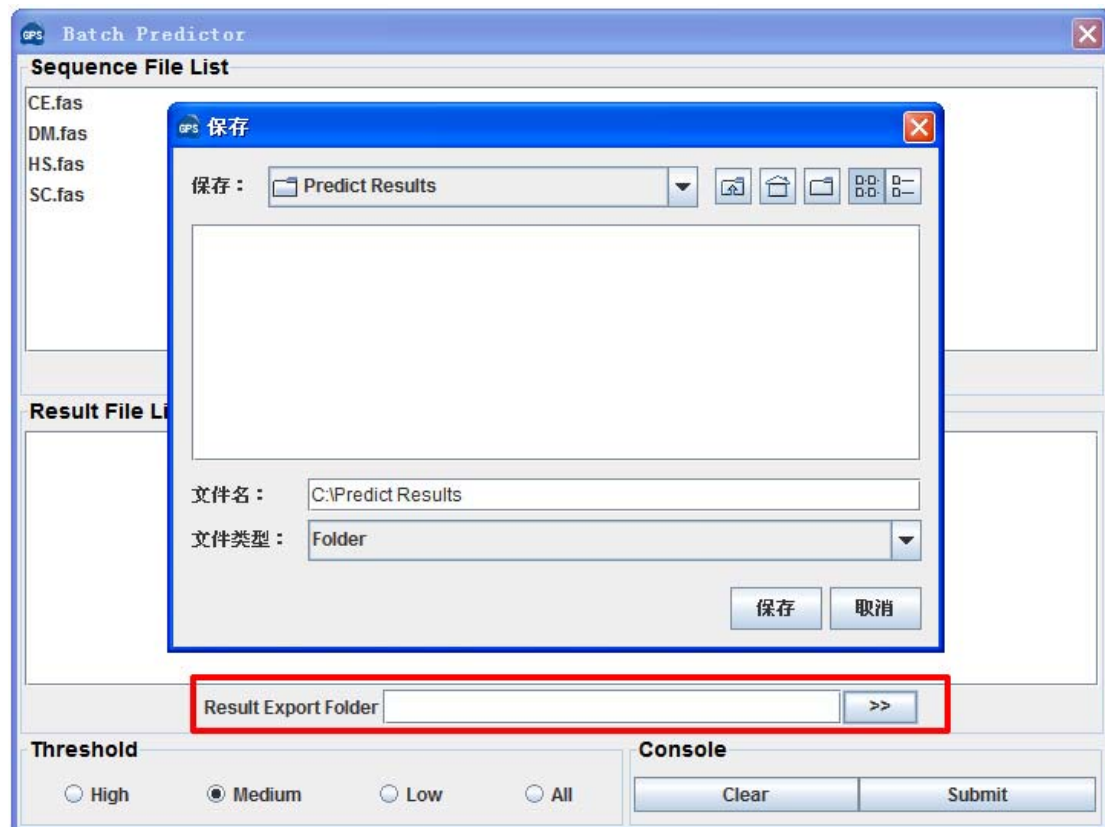 GPS Batch Predictor
Sequence File List
CE.fas
DM.fas
HS.fas
SC.fas
GPS 保存
保存：
Predict Results
文件名：
C:\Predict Results
文件类型：
Folder
保存
取消
Result File Li
Result Export Folder
>>
Threshold
High
Medium
Low
All
Console
Clear
Submit